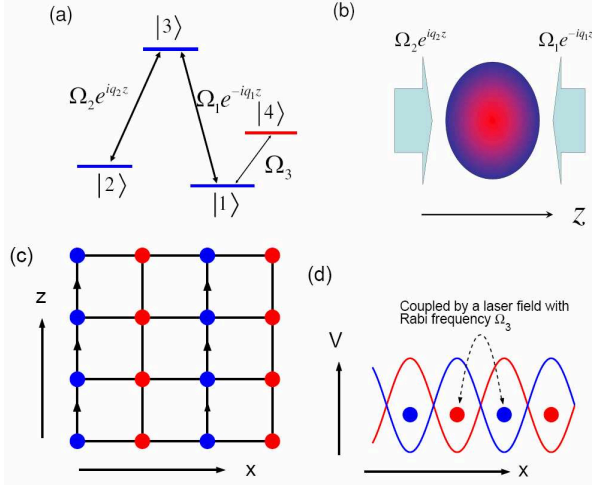 (a)
|3⟩
Ω₂e^{iq₂z}
Ω₁e^{-iq₁z}
|4⟩
|2⟩
|1⟩
Ω₃
(b)
Ω₂e^{iq₂z}
Ω₁e^{-iq₁z}
z
(c)
z
x
(d)
Coupled by a laser field with
Rabi frequency Ω₃
V
x